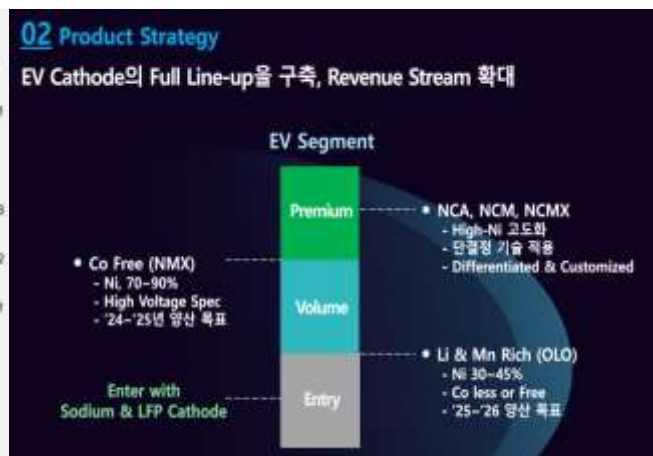 02 Product Strategy
EV Cathode의 Full Line-up을 구축, Revenue Stream 확대
EV Segment
Premium
• NCA, NCM, NCMX
- High-Ni 고도화
- 단결정 기술 적용
- Differentiated & Customized
• Co Free (NMX)
- Ni, 70~90%
- High Voltage Spec
- '24~'25년 양산 목표
Volume
• Li & Mn Rich (OLO)
- Ni 30~45%
- Co less or Free
- '25~'26 양산 목표
Enter with
Sodium & LFP Cathode
Entry